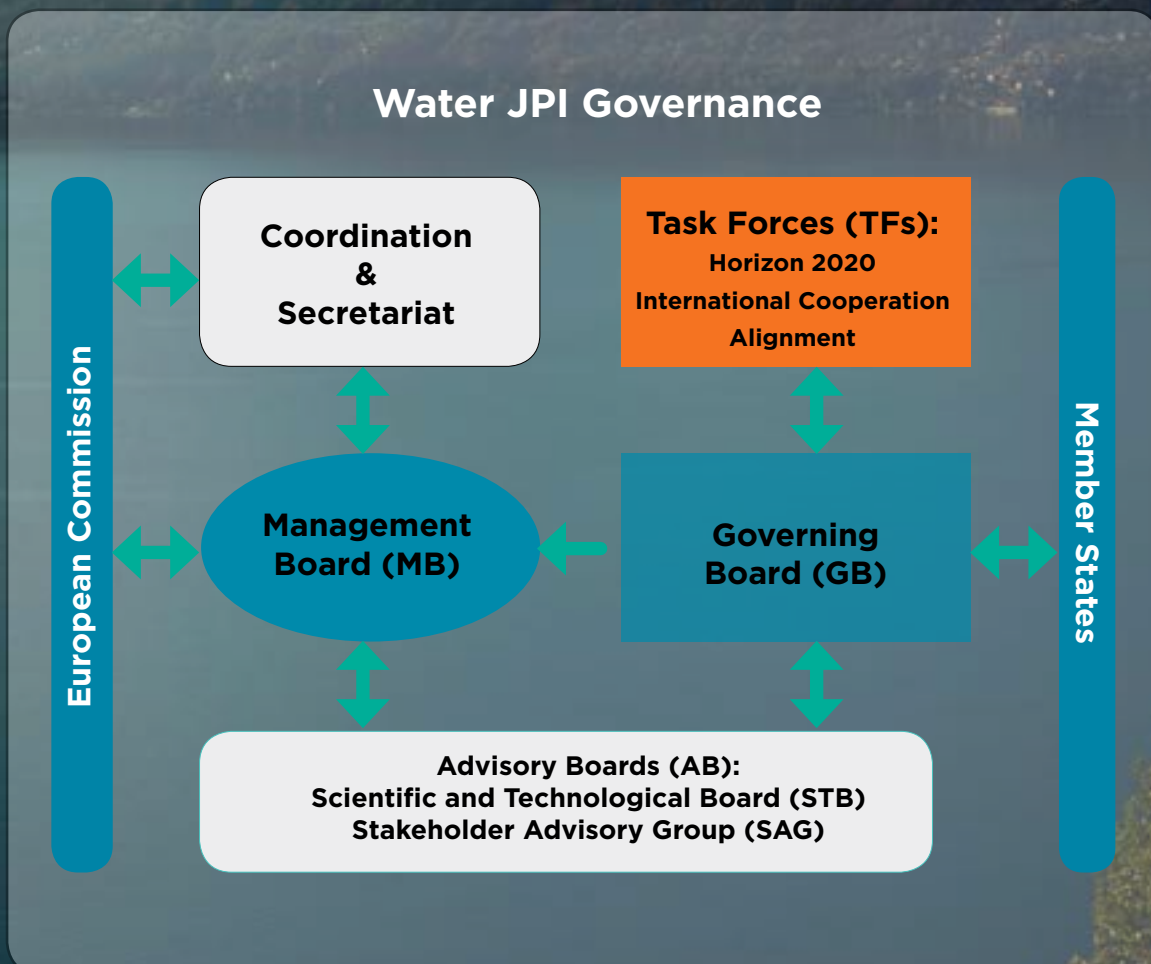 Water JPI Governance
European Commission
Coordination
&
Secretariat
Task Forces (TFs):
Horizon 2020
International Cooperation
Alignment
Management
Board (MB)
Governing
Board (GB)
Member States
Advisory Boards (AB):
Scientific and Technological Board (STB)
Stakeholder Advisory Group (SAG)